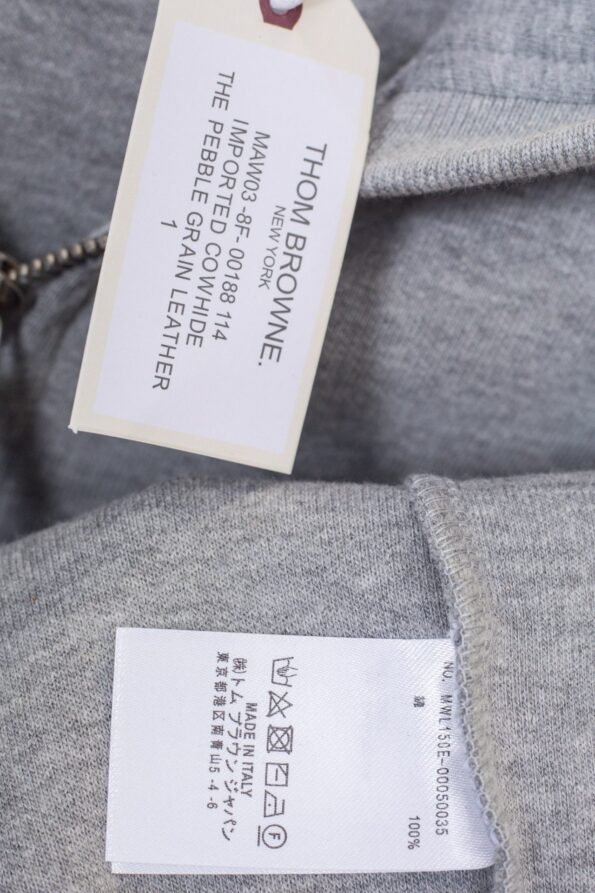 THOM BROWNE.
NEW YORK
MAW03-8F-00188 114
IMPORTED COWHIDE
THE PEBBLE GRAIN LEATHER
1
NO. MWL150E-00050035
綿 100%
F
MADE IN ITALY
㈱トム ブラウン ジャパン
東京都港区南青山5-4-6